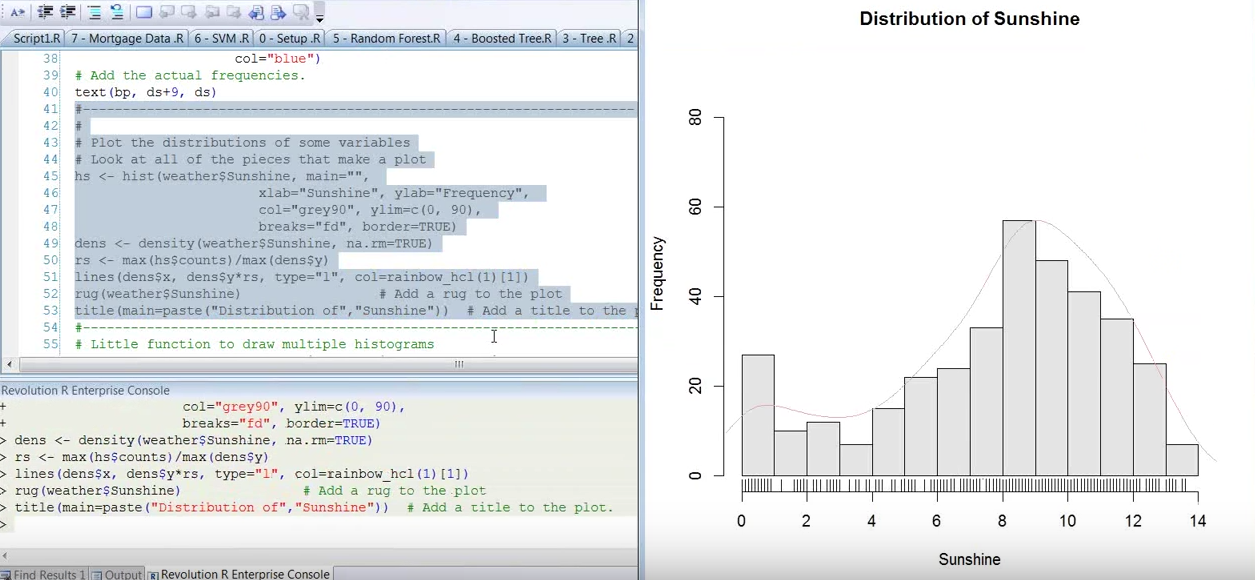 Script1.R 7 - Mortgage Data .R 6 - SVM .R 0 - Setup .R 5 - Random Forest.R 4 - Boosted Tree.R 3 - Tree .R 2
38 col="blue")
39 # Add the actual frequencies.
40 text(bp, ds+9, ds)
41 #----------------------------------------------------------------------
42 #
43 # Plot the distributions of some variables
44 # Look at all of the pieces that make a plot
45 hs <- hist(weather$Sunshine, main="",
46 xlab="Sunshine", ylab="Frequency",
47 col="grey90", ylim=c(0, 90),
48 breaks="fd", border=TRUE)
49 dens <- density(weather$Sunshine, na.rm=TRUE)
50 rs <- max(hs$counts)/max(dens$y)
51 lines(dens$x, dens$y*rs, type="l", col=rainbow_hcl(1)[1])
52 rug(weather$Sunshine) # Add a rug to the plot
53 title(main=paste("Distribution of","Sunshine")) # Add a title to the p
54 #----------------------------------------------------------------------
55 # Little function to draw multiple histograms
Revolution R Enterprise Console
+ col="grey90", ylim=c(0, 90),
+ breaks="fd", border=TRUE)
> dens <- density(weather$Sunshine, na.rm=TRUE)
> rs <- max(hs$counts)/max(dens$y)
> lines(dens$x, dens$y*rs, type="l", col=rainbow_hcl(1)[1])
> rug(weather$Sunshine) # Add a rug to the plot
> title(main=paste("Distribution of","Sunshine")) # Add a title to the plot.
>
Find Results 1 Output Revolution R Enterprise Console
Distribution of Sunshine
Frequency
80
60
40
20
0
0 2 4 6 8 10 12 14
Sunshine